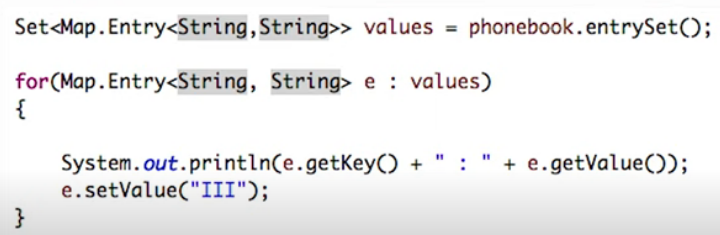 Set<Map.Entry<String,String>> values = phonebook.entrySet();
for(Map.Entry<String, String> e : values)
{
System.out.println(e.getKey() + " : " + e.getValue());
e.setValue("III");
}